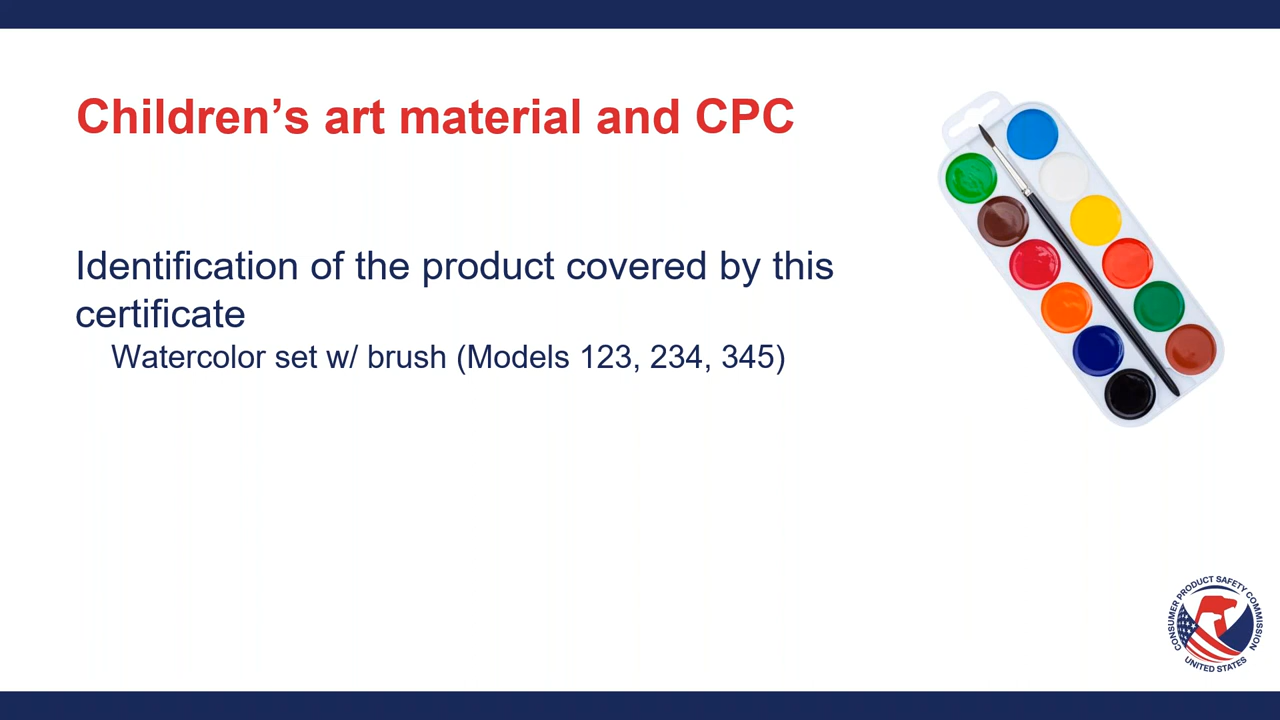 Children’s art material and CPC
Identification of the product covered by this
certificate
Watercolor set w/ brush (Models 123, 234, 345)
CONSUMER PRODUCT SAFETY COMMISSION
UNITED STATES